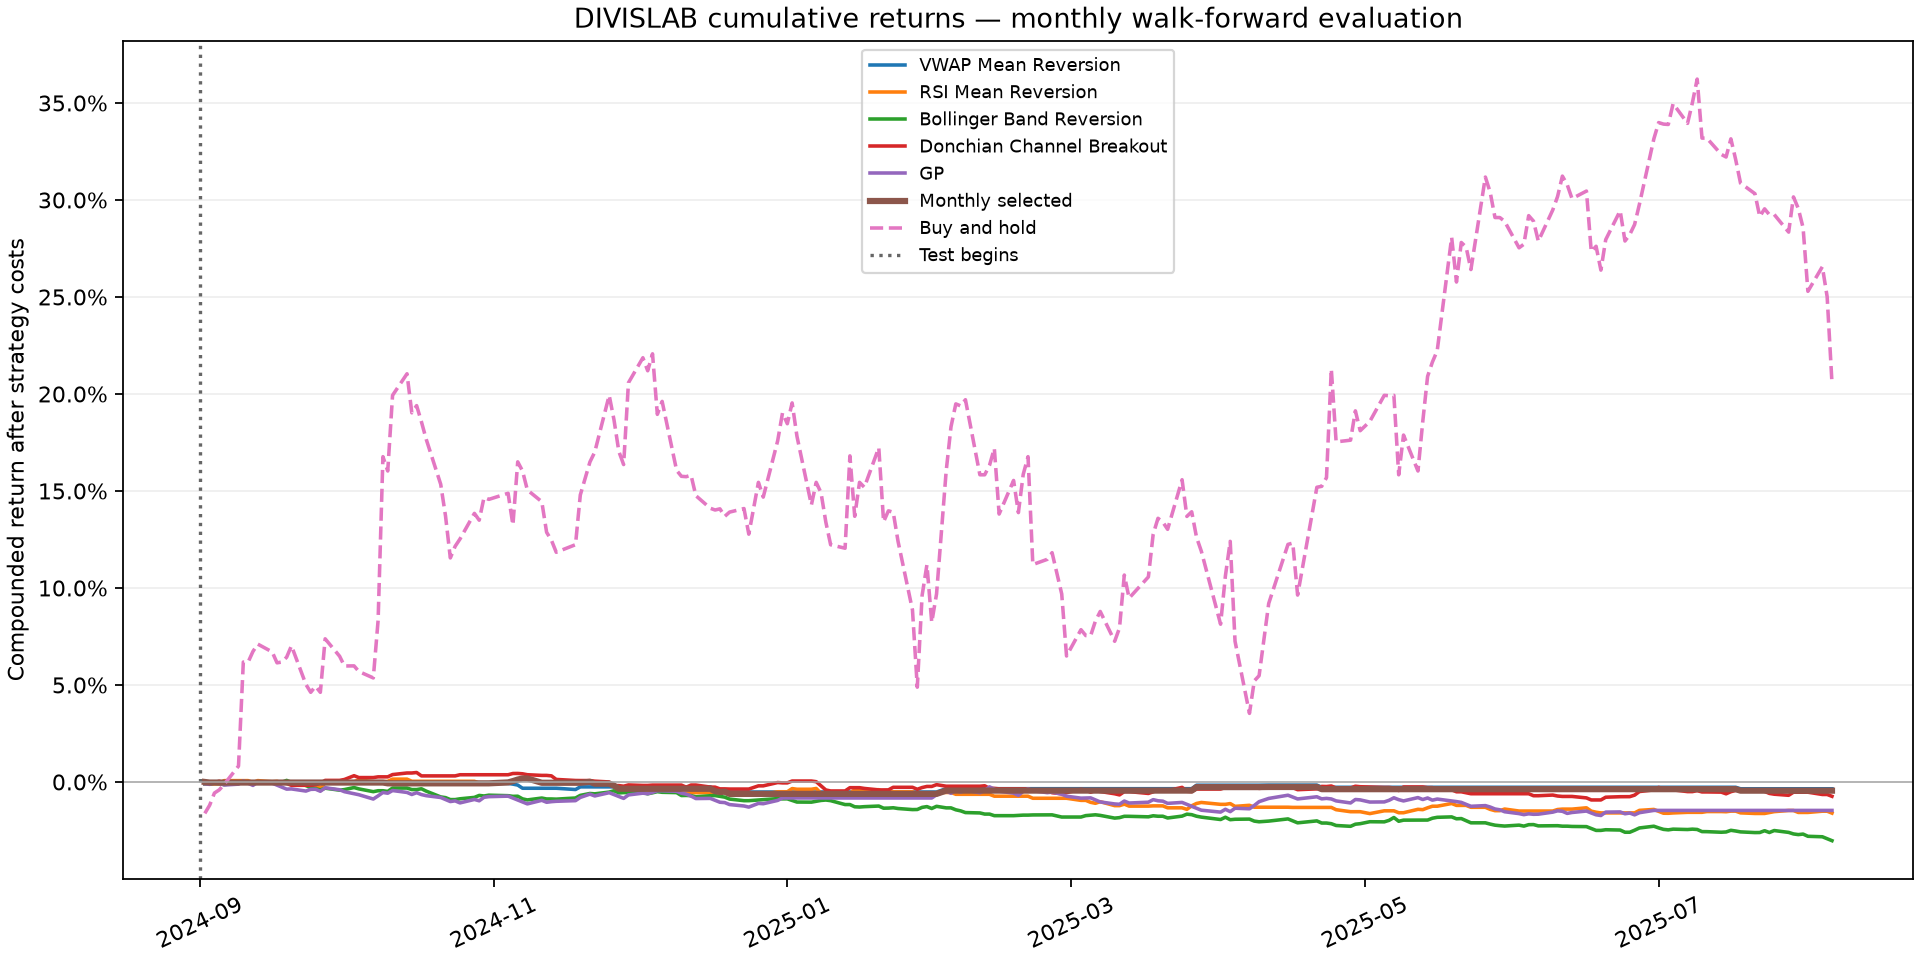 DIVISLAB cumulative returns — monthly walk-forward evaluation
Compounded return after strategy costs
35.0%
30.0%
25.0%
20.0%
15.0%
10.0%
5.0%
0.0%
VWAP Mean Reversion
RSI Mean Reversion
Bollinger Band Reversion
Donchian Channel Breakout
GP
Monthly selected
Buy and hold
Test begins
2024-09
2024-11
2025-01
2025-03
2025-05
2025-07